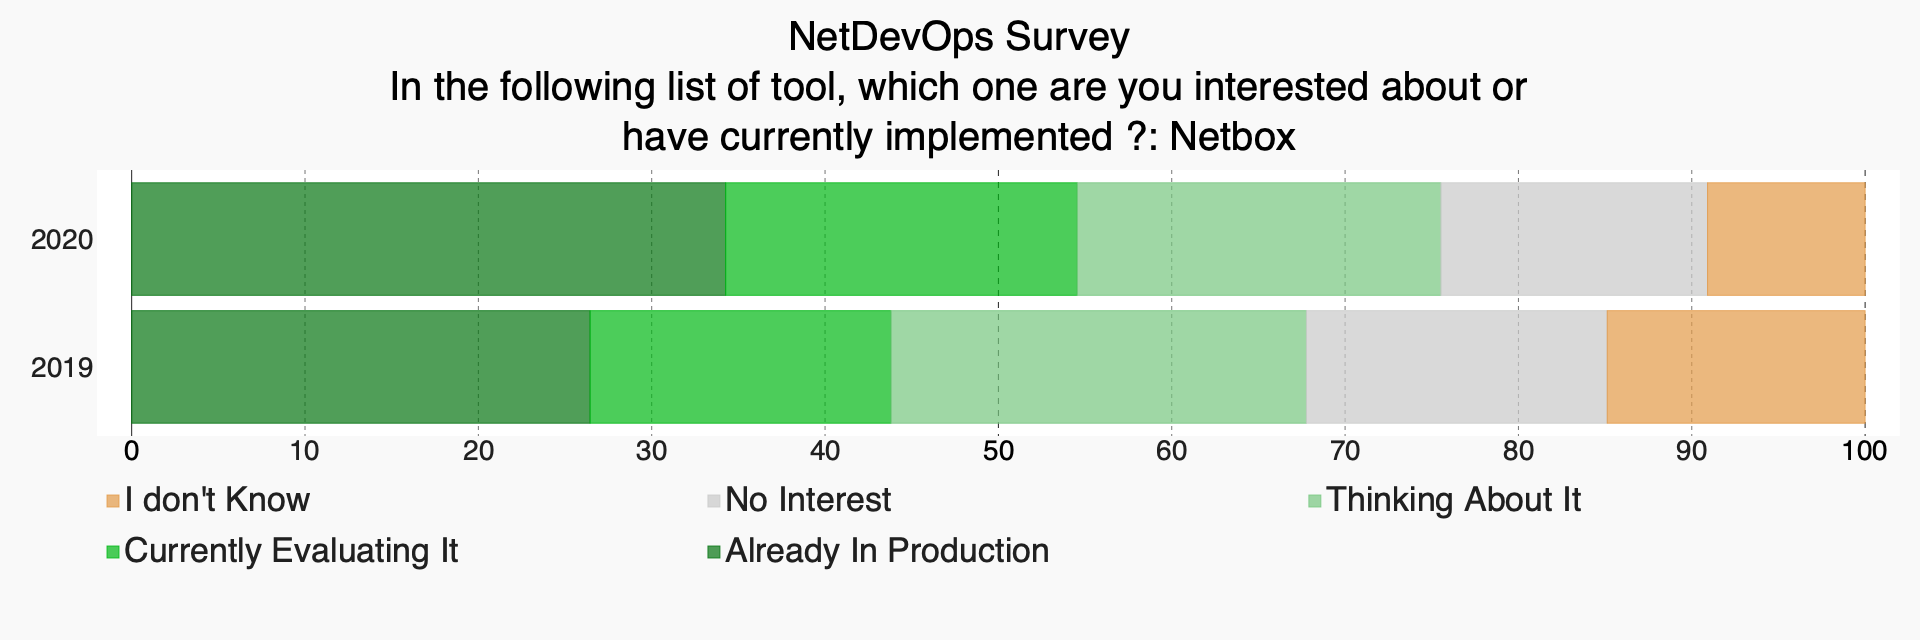 NetDevOps Survey
In the following list of tool, which one are you interested about or
have currently implemented ?: Netbox
2020
2019
0 10 20 30 40 50 60 70 80 90 100
I don't Know No Interest Thinking About It
Currently Evaluating It Already In Production